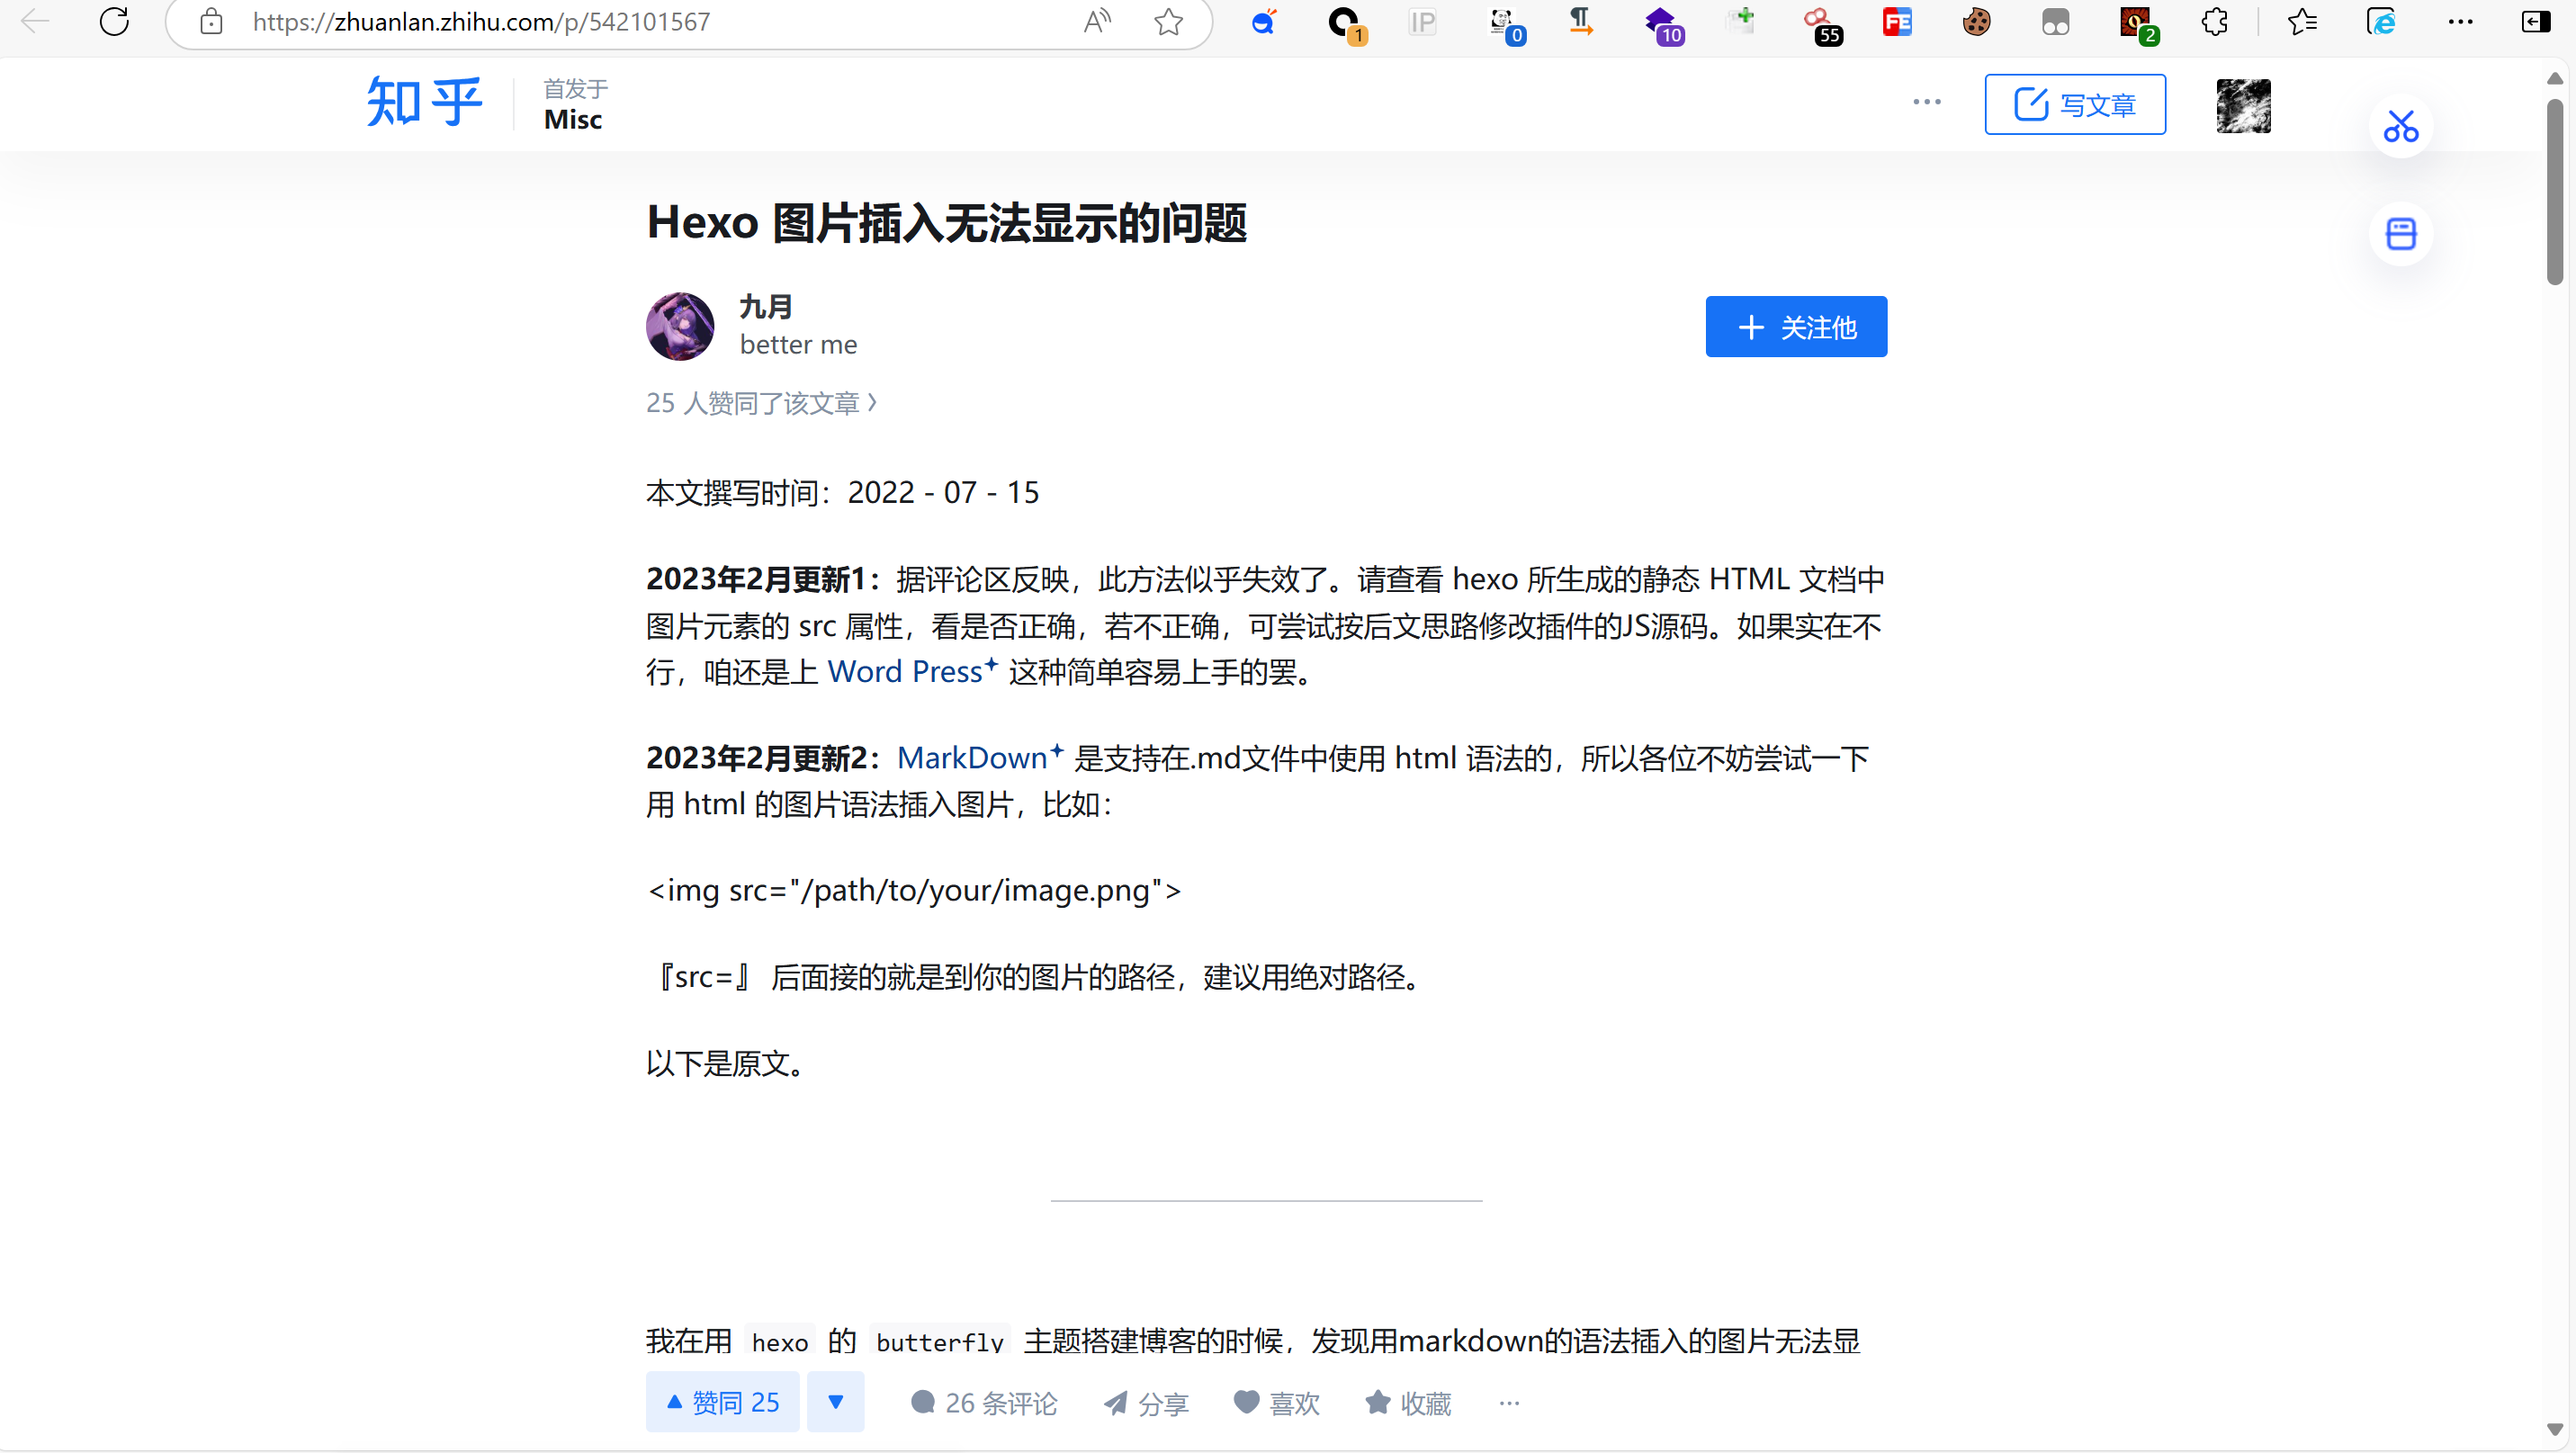 https://zhuanlan.zhihu.com/p/542101567
1
IP
0
10
55
FE
2
知乎
首发于
Misc
写文章
Hexo 图片插入无法显示的问题
九月
better me
关注他
25 人赞同了该文章
本文撰写时间：2022 - 07 - 15
2023年2月更新1：据评论区反映，此方法似乎失效了。请查看 hexo 所生成的静态 HTML 文档中
图片元素的 src 属性，看是否正确，若不正确，可尝试按后文思路修改插件的JS源码。如果实在不
行，咱还是上 Word Press 这种简单容易上手的罢。
2023年2月更新2：MarkDown 是支持在.md文件中使用 html 语法的，所以各位不妨尝试一下
用 html 的图片语法插入图片，比如：
<img src="/path/to/your/image.png">
『src=』 后面接的就是到你的图片的路径，建议用绝对路径。
以下是原文。
我在用 hexo 的 butterfly 主题搭建博客的时候，发现用markdown的语法插入的图片无法显
赞同 25
26 条评论
分享
喜欢
收藏